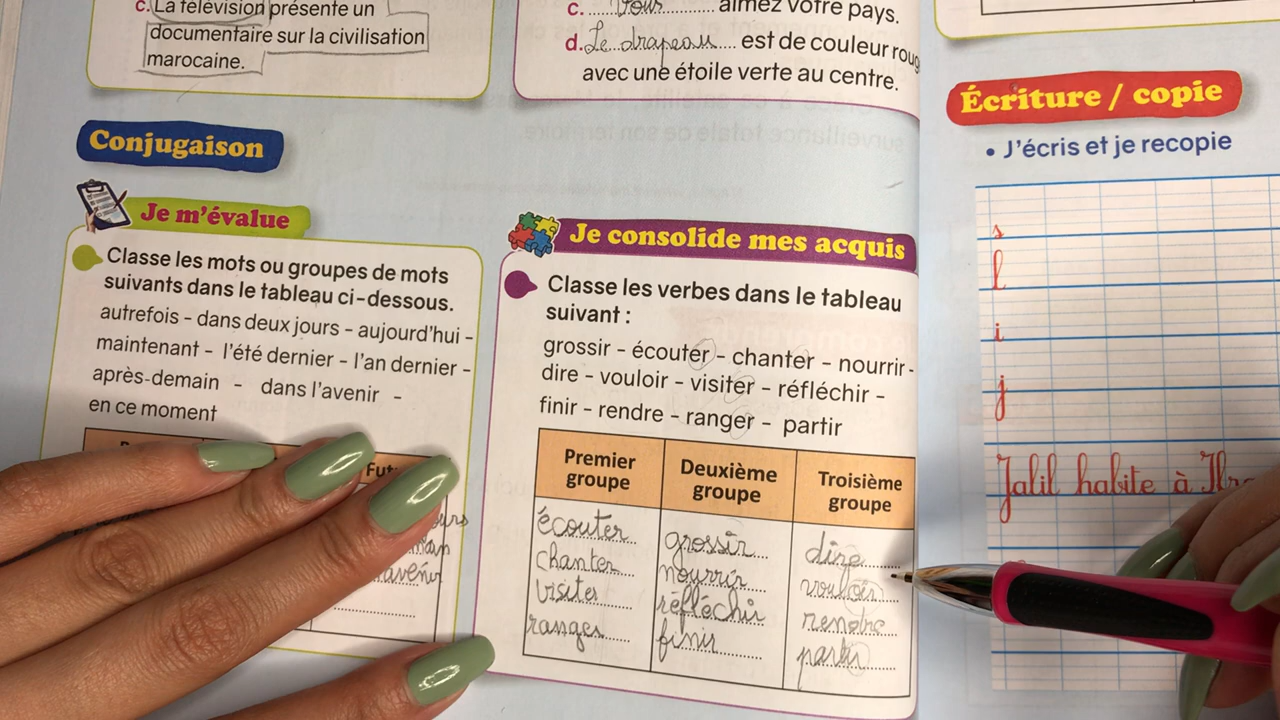 c. La télévision présente un
documentaire sur la civilisation
marocaine.
c. ... Vous ... aimez votre pays.
d. Le drapeau ... est de couleur roug
avec une étoile verte au centre.
Conjugaison
Je m'évalue
Classe les mots ou groupes de mots
suivants dans le tableau ci-dessous.
autrefois – dans deux jours – aujourd'hui –
maintenant – l'été dernier – l'an dernier –
après-demain – dans l'avenir –
en ce moment
Fut
avenir
Je consolide mes acquis
Classe les verbes dans le tableau
suivant :
grossir – écouter – chanter – nourrir –
dire – vouloir – visiter – réfléchir –
finir – rendre – ranger – partir
Premier groupe
Deuxième groupe
Troisième groupe
écouter
chanter
visiter
ranger
grossir
nourrir
réfléchir
finir
dire
vouloir
rendre
partir
Écriture / copie
• J'écris et je recopie
s
l
i
j
Jalil habite à